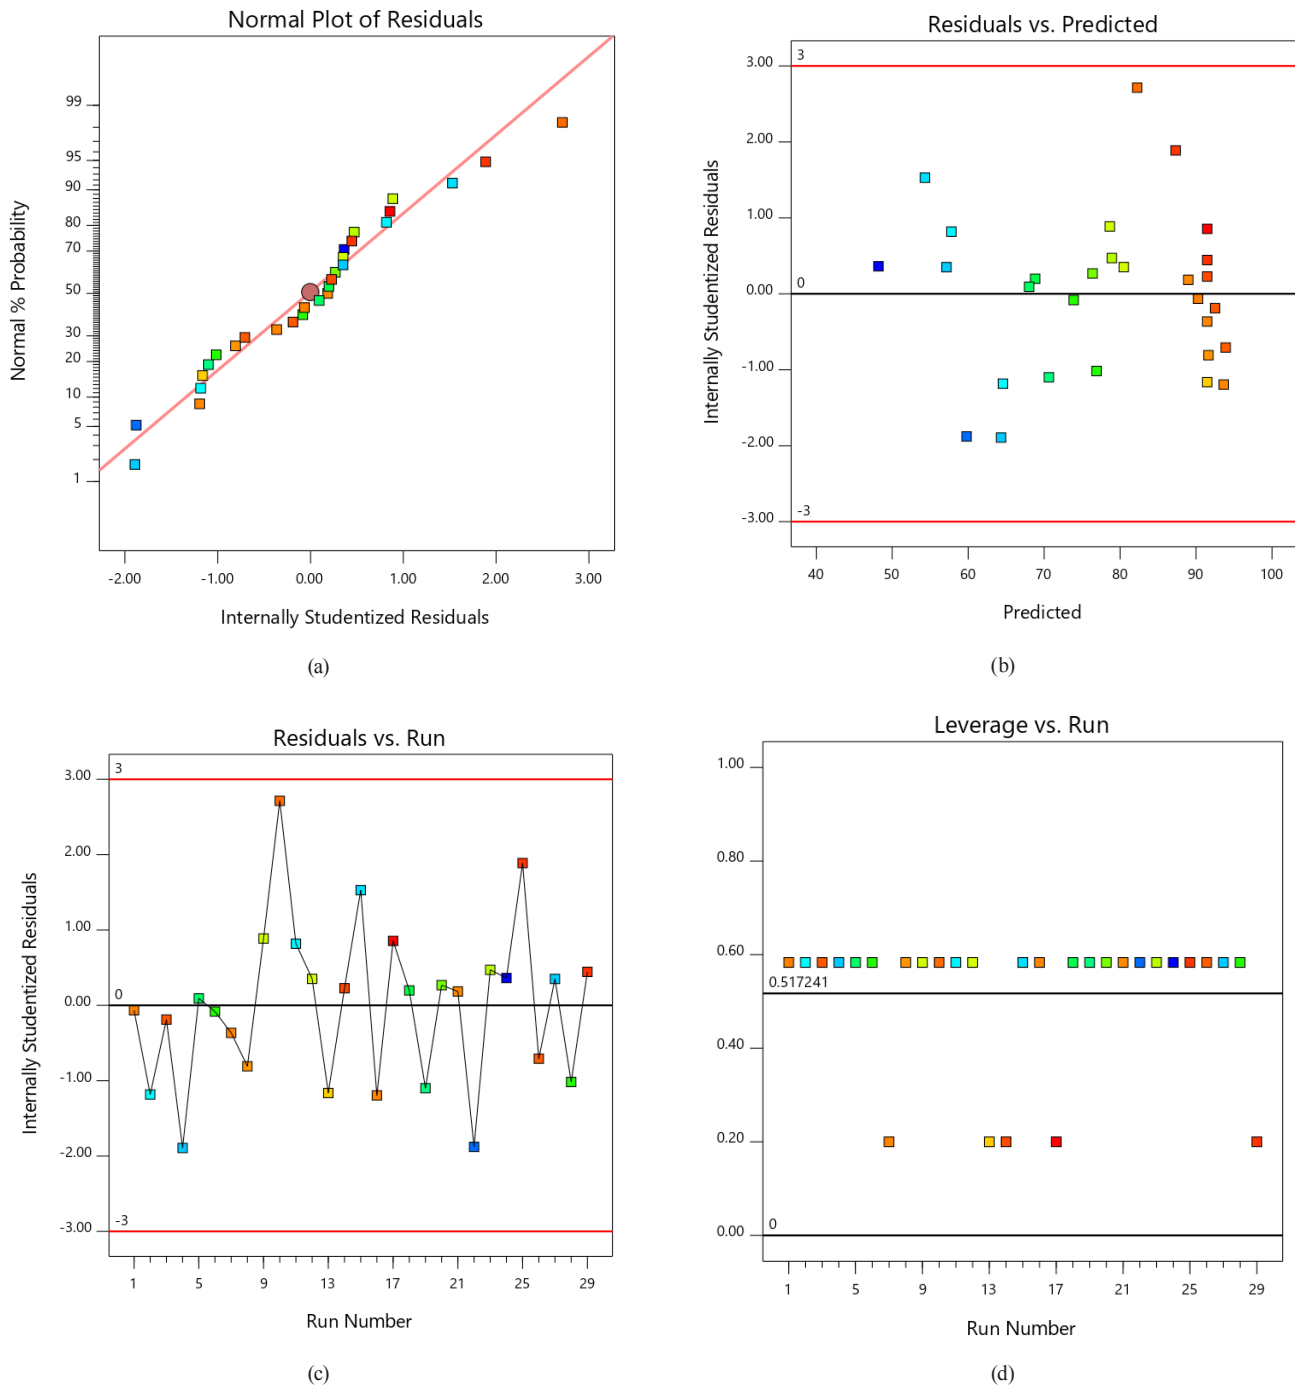 Normal Plot of Residuals
Normal % Probability
99
95
90
80
70
50
30
20
10
5
1
-2.00 -1.00 0.00 1.00 2.00 3.00
Internally Studentized Residuals
(a)
Residuals vs. Predicted
Internally Studentized Residuals
3.00
2.00
1.00
0.00
-1.00
-2.00
-3.00
3
0
-3
40 50 60 70 80 90 100
Predicted
(b)
Residuals vs. Run
Internally Studentized Residuals
3.00
2.00
1.00
0.00
-1.00
-2.00
-3.00
3
0
-3
1 5 9 13 17 21 25 29
Run Number
(c)
Leverage vs. Run
1.00
0.80
0.60
0.40
0.20
0.00
0.517241
0
1 5 9 13 17 21 25 29
Run Number
(d)